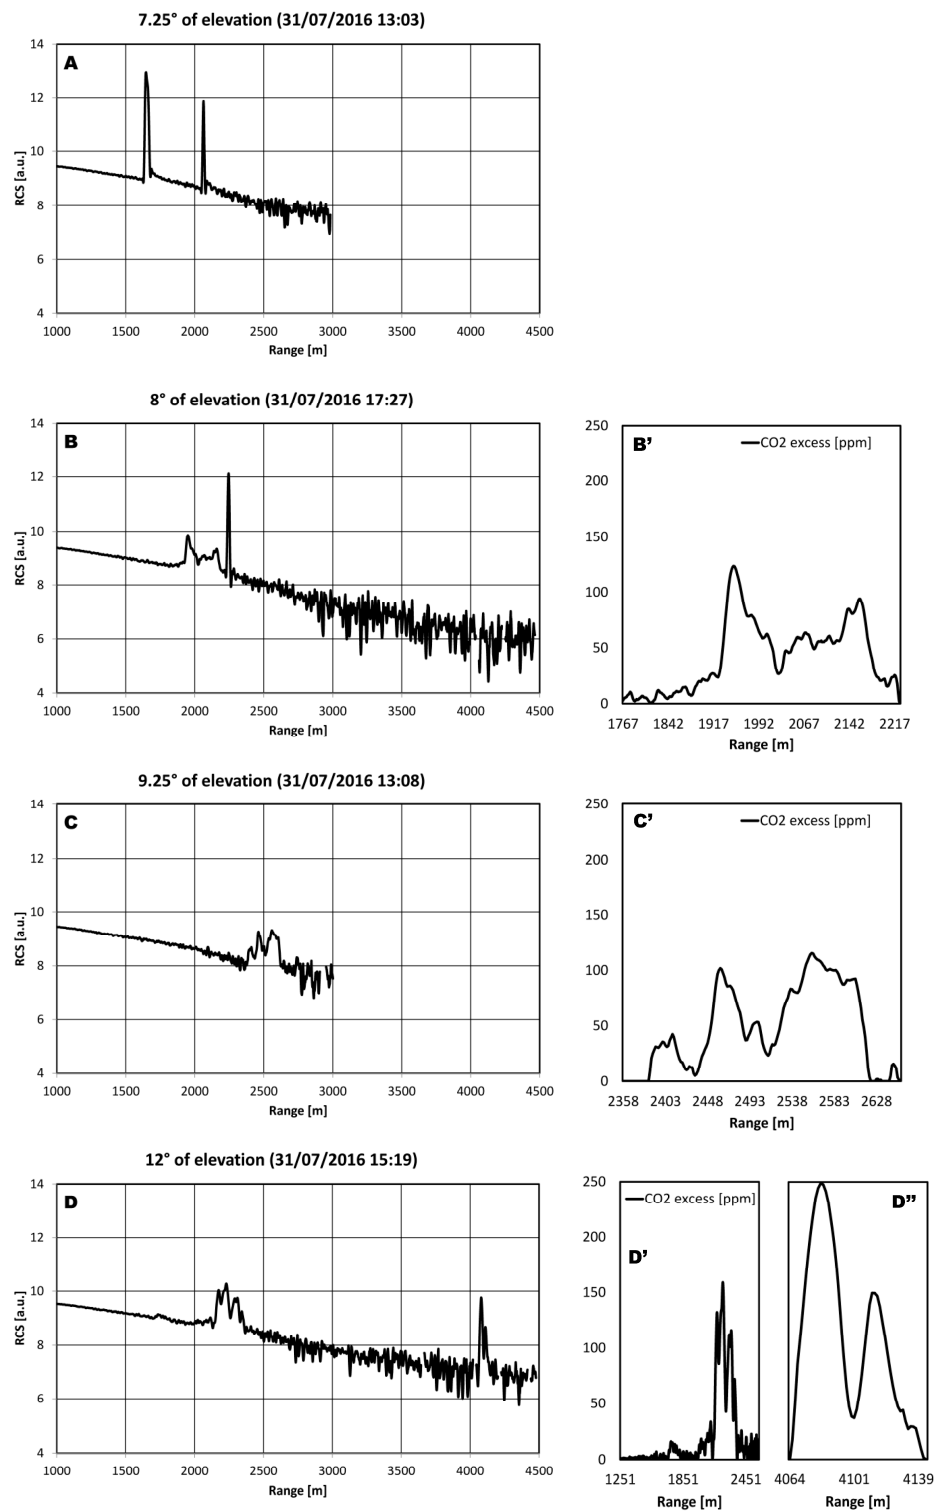 7.25° of elevation (31/07/2016 13:03)
A
14
12
10
8
6
4
RCS [a.u.]
1000 1500 2000 2500 3000 3500 4000 4500
Range [m]
8° of elevation (31/07/2016 17:27)
B
14
12
10
8
6
4
RCS [a.u.]
1000 1500 2000 2500 3000 3500 4000 4500
Range [m]
B’
CO2 excess [ppm]
250
200
150
100
50
0
1767 1842 1917 1992 2067 2142 2217
Range [m]
9.25° of elevation (31/07/2016 13:08)
C
14
12
10
8
6
4
RCS [a.u.]
1000 1500 2000 2500 3000 3500 4000 4500
Range [m]
C’
CO2 excess [ppm]
250
200
150
100
50
0
2358 2403 2448 2493 2538 2583 2628
Range [m]
12° of elevation (31/07/2016 15:19)
D
14
12
10
8
6
4
RCS [a.u.]
1000 1500 2000 2500 3000 3500 4000 4500
Range [m]
CO2 excess [ppm]
D’
250
200
150
100
50
0
1251 1851 2451
Range [m]
D”
4064 4101 4139
Range [m]